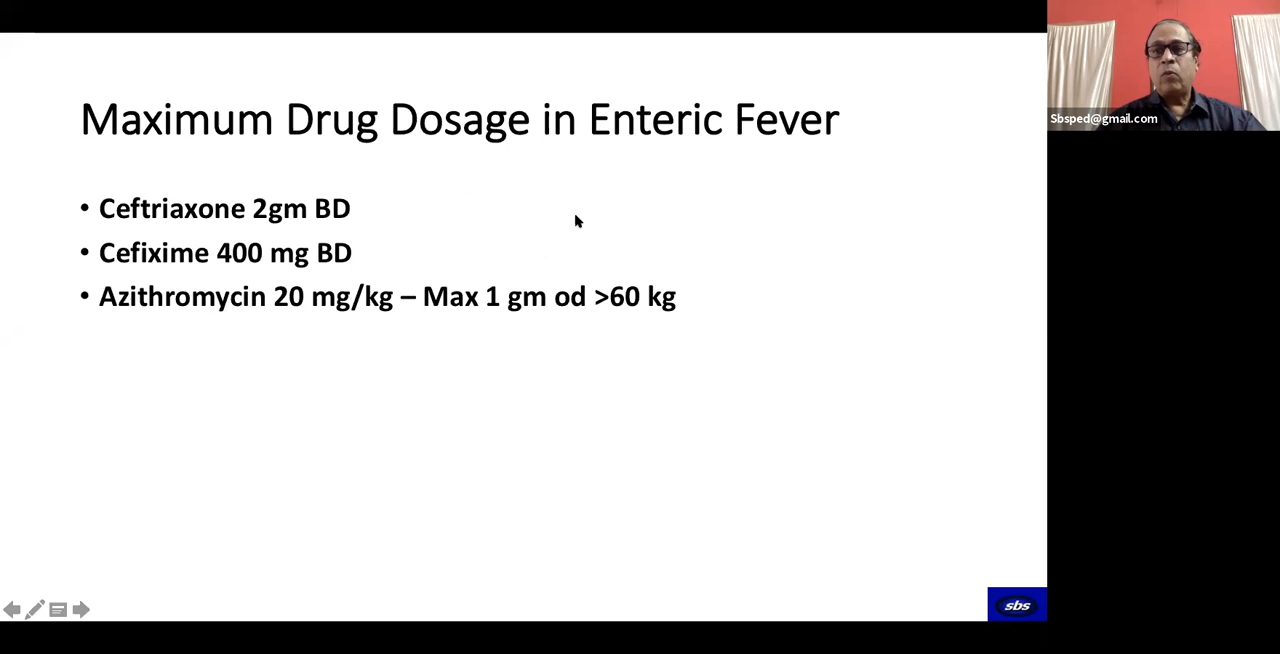 Maximum Drug Dosage in Enteric Fever
• Ceftriaxone 2gm BD
• Cefixime 400 mg BD
• Azithromycin 20 mg/kg – Max 1 gm od >60 kg
Sbsped@gmail.com
sbs